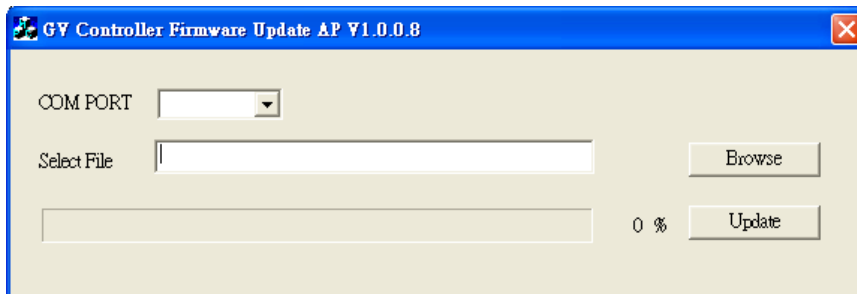 GV Controller Firmware Update AP V1.0.0.8
COM PORT
Select File
Browse
0 %
Update